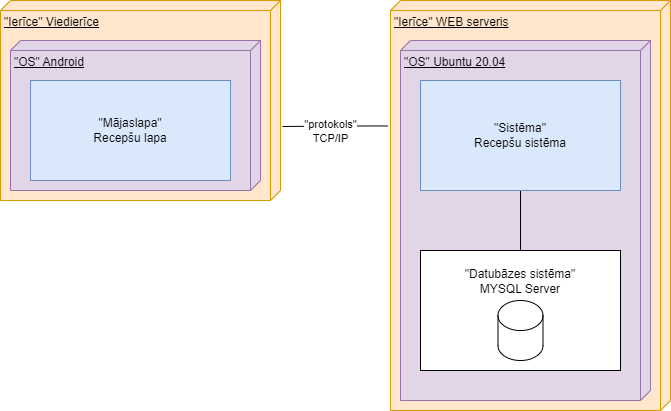 "Ierīce" Viedierīce
"OS" Android
"Mājaslapa"
Recepšu lapa
"protokols"
TCP/IP
"Ierīce" WEB serveris
"OS" Ubuntu 20.04
"Sistēma"
Recepšu sistēma
"Datubāzes sistēma"
MYSQL Server